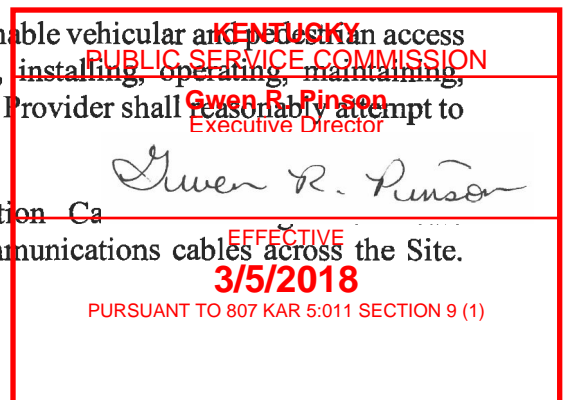 nable vehicular and pedestrian access
KENTUCKY
PUBLIC SERVICE COMMISSION
, installing, operating, maintaining,
Provider shall reasonably attempt to
Gwen R. Pinson
Executive Director
Gwen R. Pinson
tion Ca
munications cables across the Site.
EFFECTIVE
3/5/2018
PURSUANT TO 807 KAR 5:011 SECTION 9 (1)